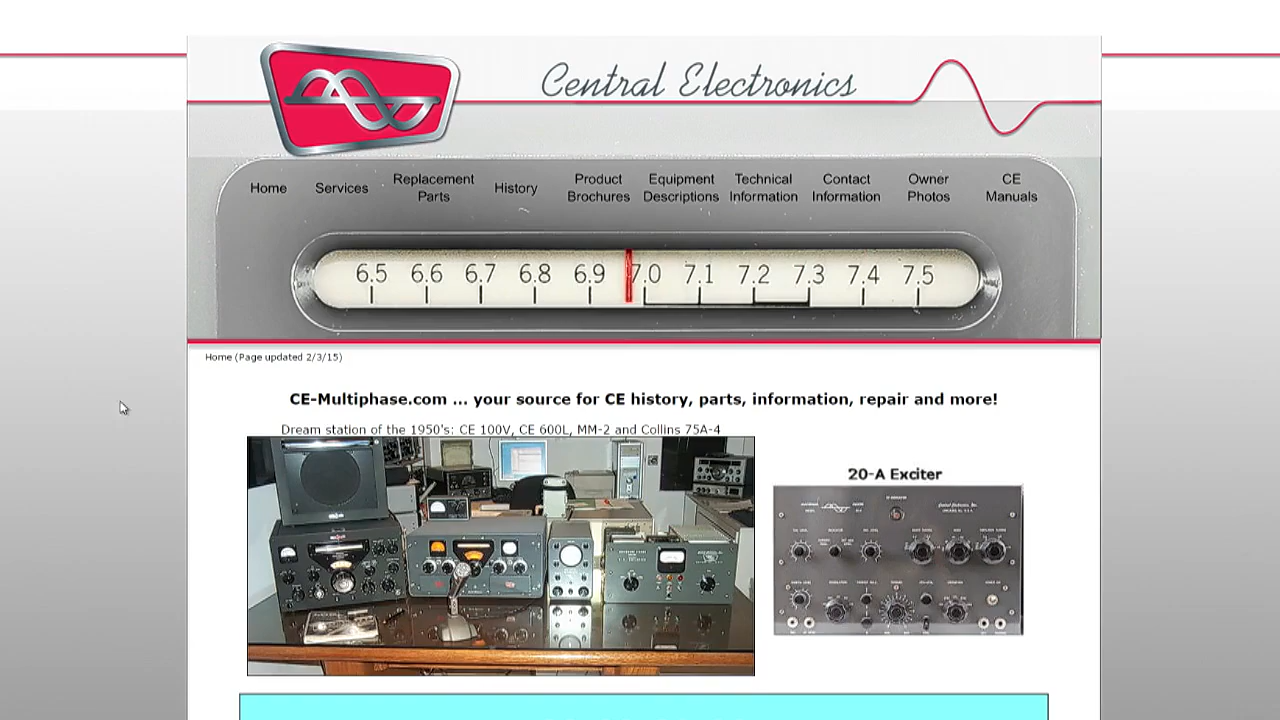 Central Electronics
Home
Services
Replacement
Parts
History
Product
Brochures
Equipment
Descriptions
Technical
Information
Contact
Information
Owner
Photos
CE
Manuals
6.5 6.6 6.7 6.8 6.9 7.0 7.1 7.2 7.3 7.4 7.5
Home (Page updated 2/3/15)
CE-Multiphase.com ... your source for CE history, parts, information, repair and more!
Dream station of the 1950's: CE 100V, CE 600L, MM-2 and Collins 75A-4
20-A Exciter
Central Electronics, Inc.